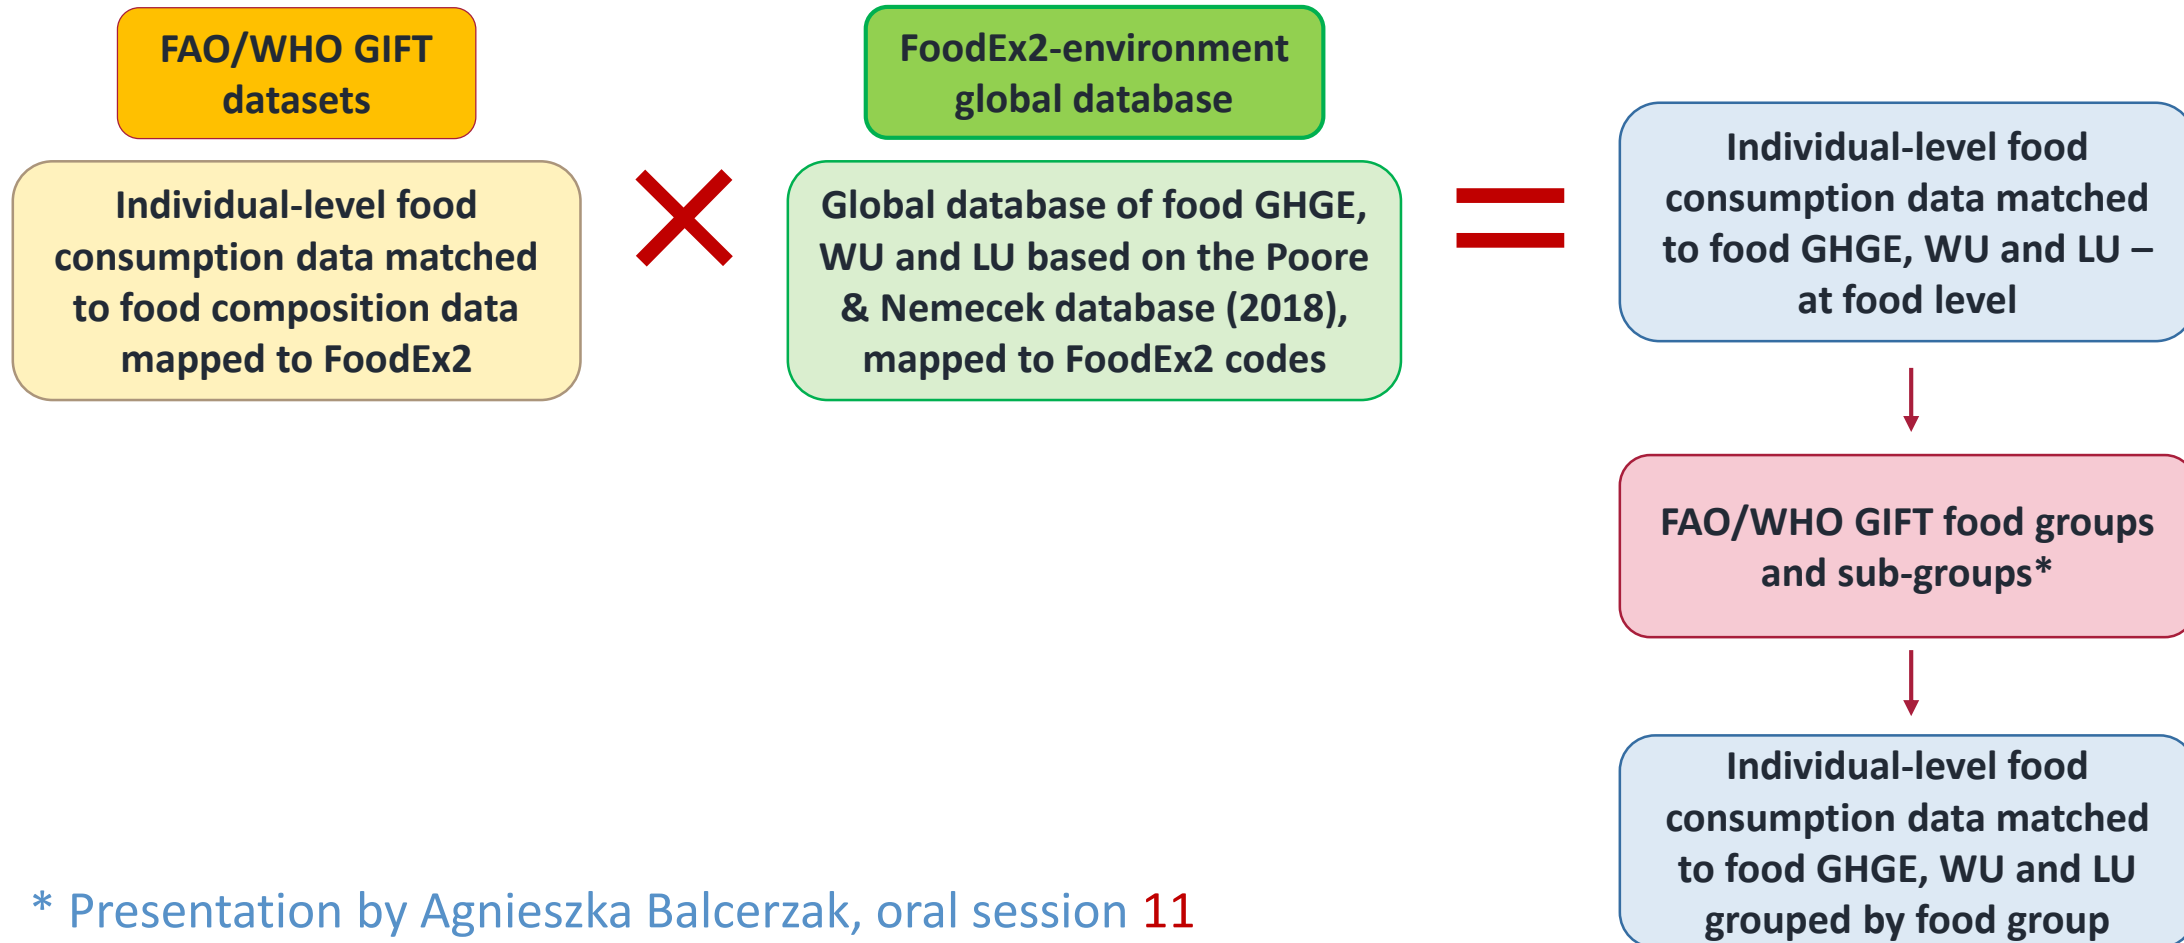 FAO/WHO GIFT
datasets
Individual-level food
consumption data matched
to food composition data
mapped to FoodEx2
×
FoodEx2-environment
global database
Global database of food GHGE,
WU and LU based on the Poore
& Nemecek database (2018),
mapped to FoodEx2 codes
=
Individual-level food
consumption data matched
to food GHGE, WU and LU –
at food level
FAO/WHO GIFT food groups
and sub-groups*
Individual-level food
consumption data matched
to food GHGE, WU and LU
grouped by food group
* Presentation by Agnieszka Balcerzak, oral session 11